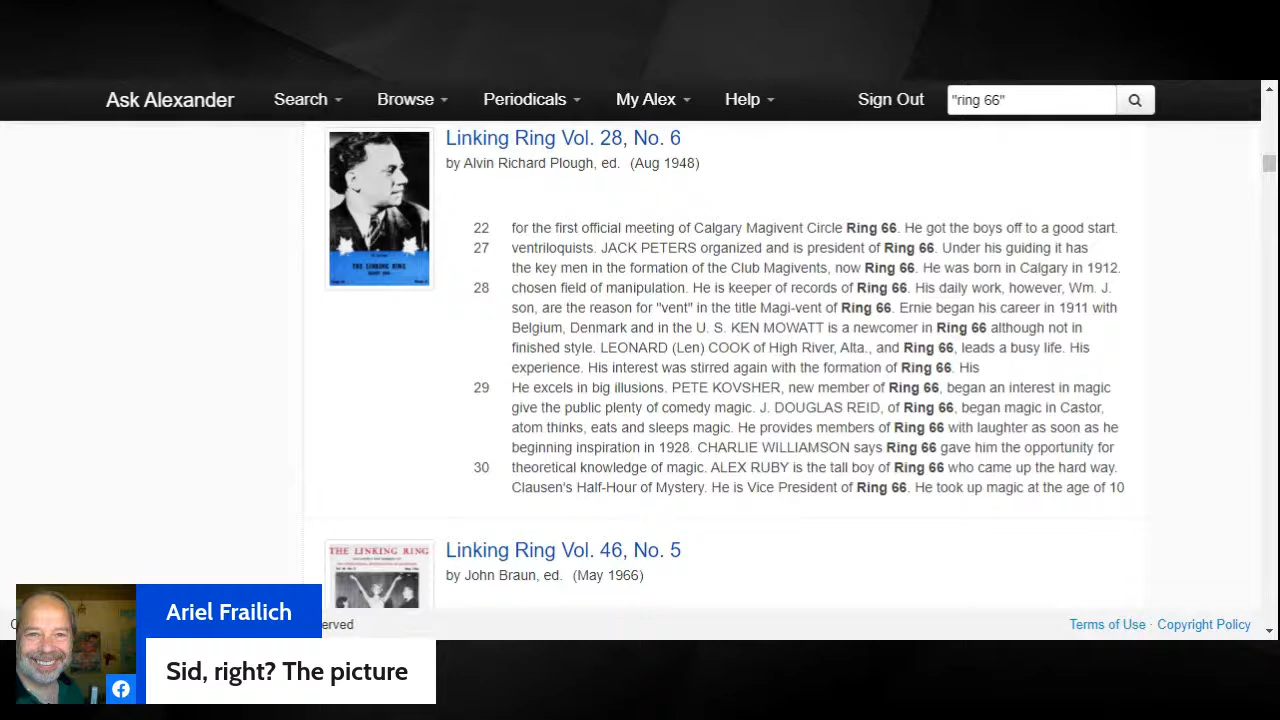 Ask Alexander
Search
Browse
Periodicals
My Alex
Help
Sign Out
"ring 66"
Linking Ring Vol. 28, No. 6
by Alvin Richard Plough, ed. (Aug 1948)
THE LINKING RING
22 for the first official meeting of Calgary Magivent Circle Ring 66. He got the boys off to a good start.
27 ventriloquists. JACK PETERS organized and is president of Ring 66. Under his guiding it has
the key men in the formation of the Club Magivents, now Ring 66. He was born in Calgary in 1912.
28 chosen field of manipulation. He is keeper of records of Ring 66. His daily work, however, Wm. J.
son, are the reason for "vent" in the title Magi-vent of Ring 66. Ernie began his career in 1911 with
Belgium, Denmark and in the U. S. KEN MOWATT is a newcomer in Ring 66 although not in
finished style. LEONARD (Len) COOK of High River, Alta., and Ring 66, leads a busy life. His
experience. His interest was stirred again with the formation of Ring 66. His
29 He excels in big illusions. PETE KOVSHER, new member of Ring 66, began an interest in magic
give the public plenty of comedy magic. J. DOUGLAS REID, of Ring 66, began magic in Castor,
atom thinks, eats and sleeps magic. He provides members of Ring 66 with laughter as soon as he
beginning inspiration in 1928. CHARLIE WILLIAMSON says Ring 66 gave him the opportunity for
30 theoretical knowledge of magic. ALEX RUBY is the tall boy of Ring 66 who came up the hard way.
Clausen's Half-Hour of Mystery. He is Vice President of Ring 66. He took up magic at the age of 10
THE LINKING RING
Linking Ring Vol. 46, No. 5
by John Braun, ed. (May 1966)
erved
Terms of Use · Copyright Policy
Ariel Frailich
Sid, right? The picture